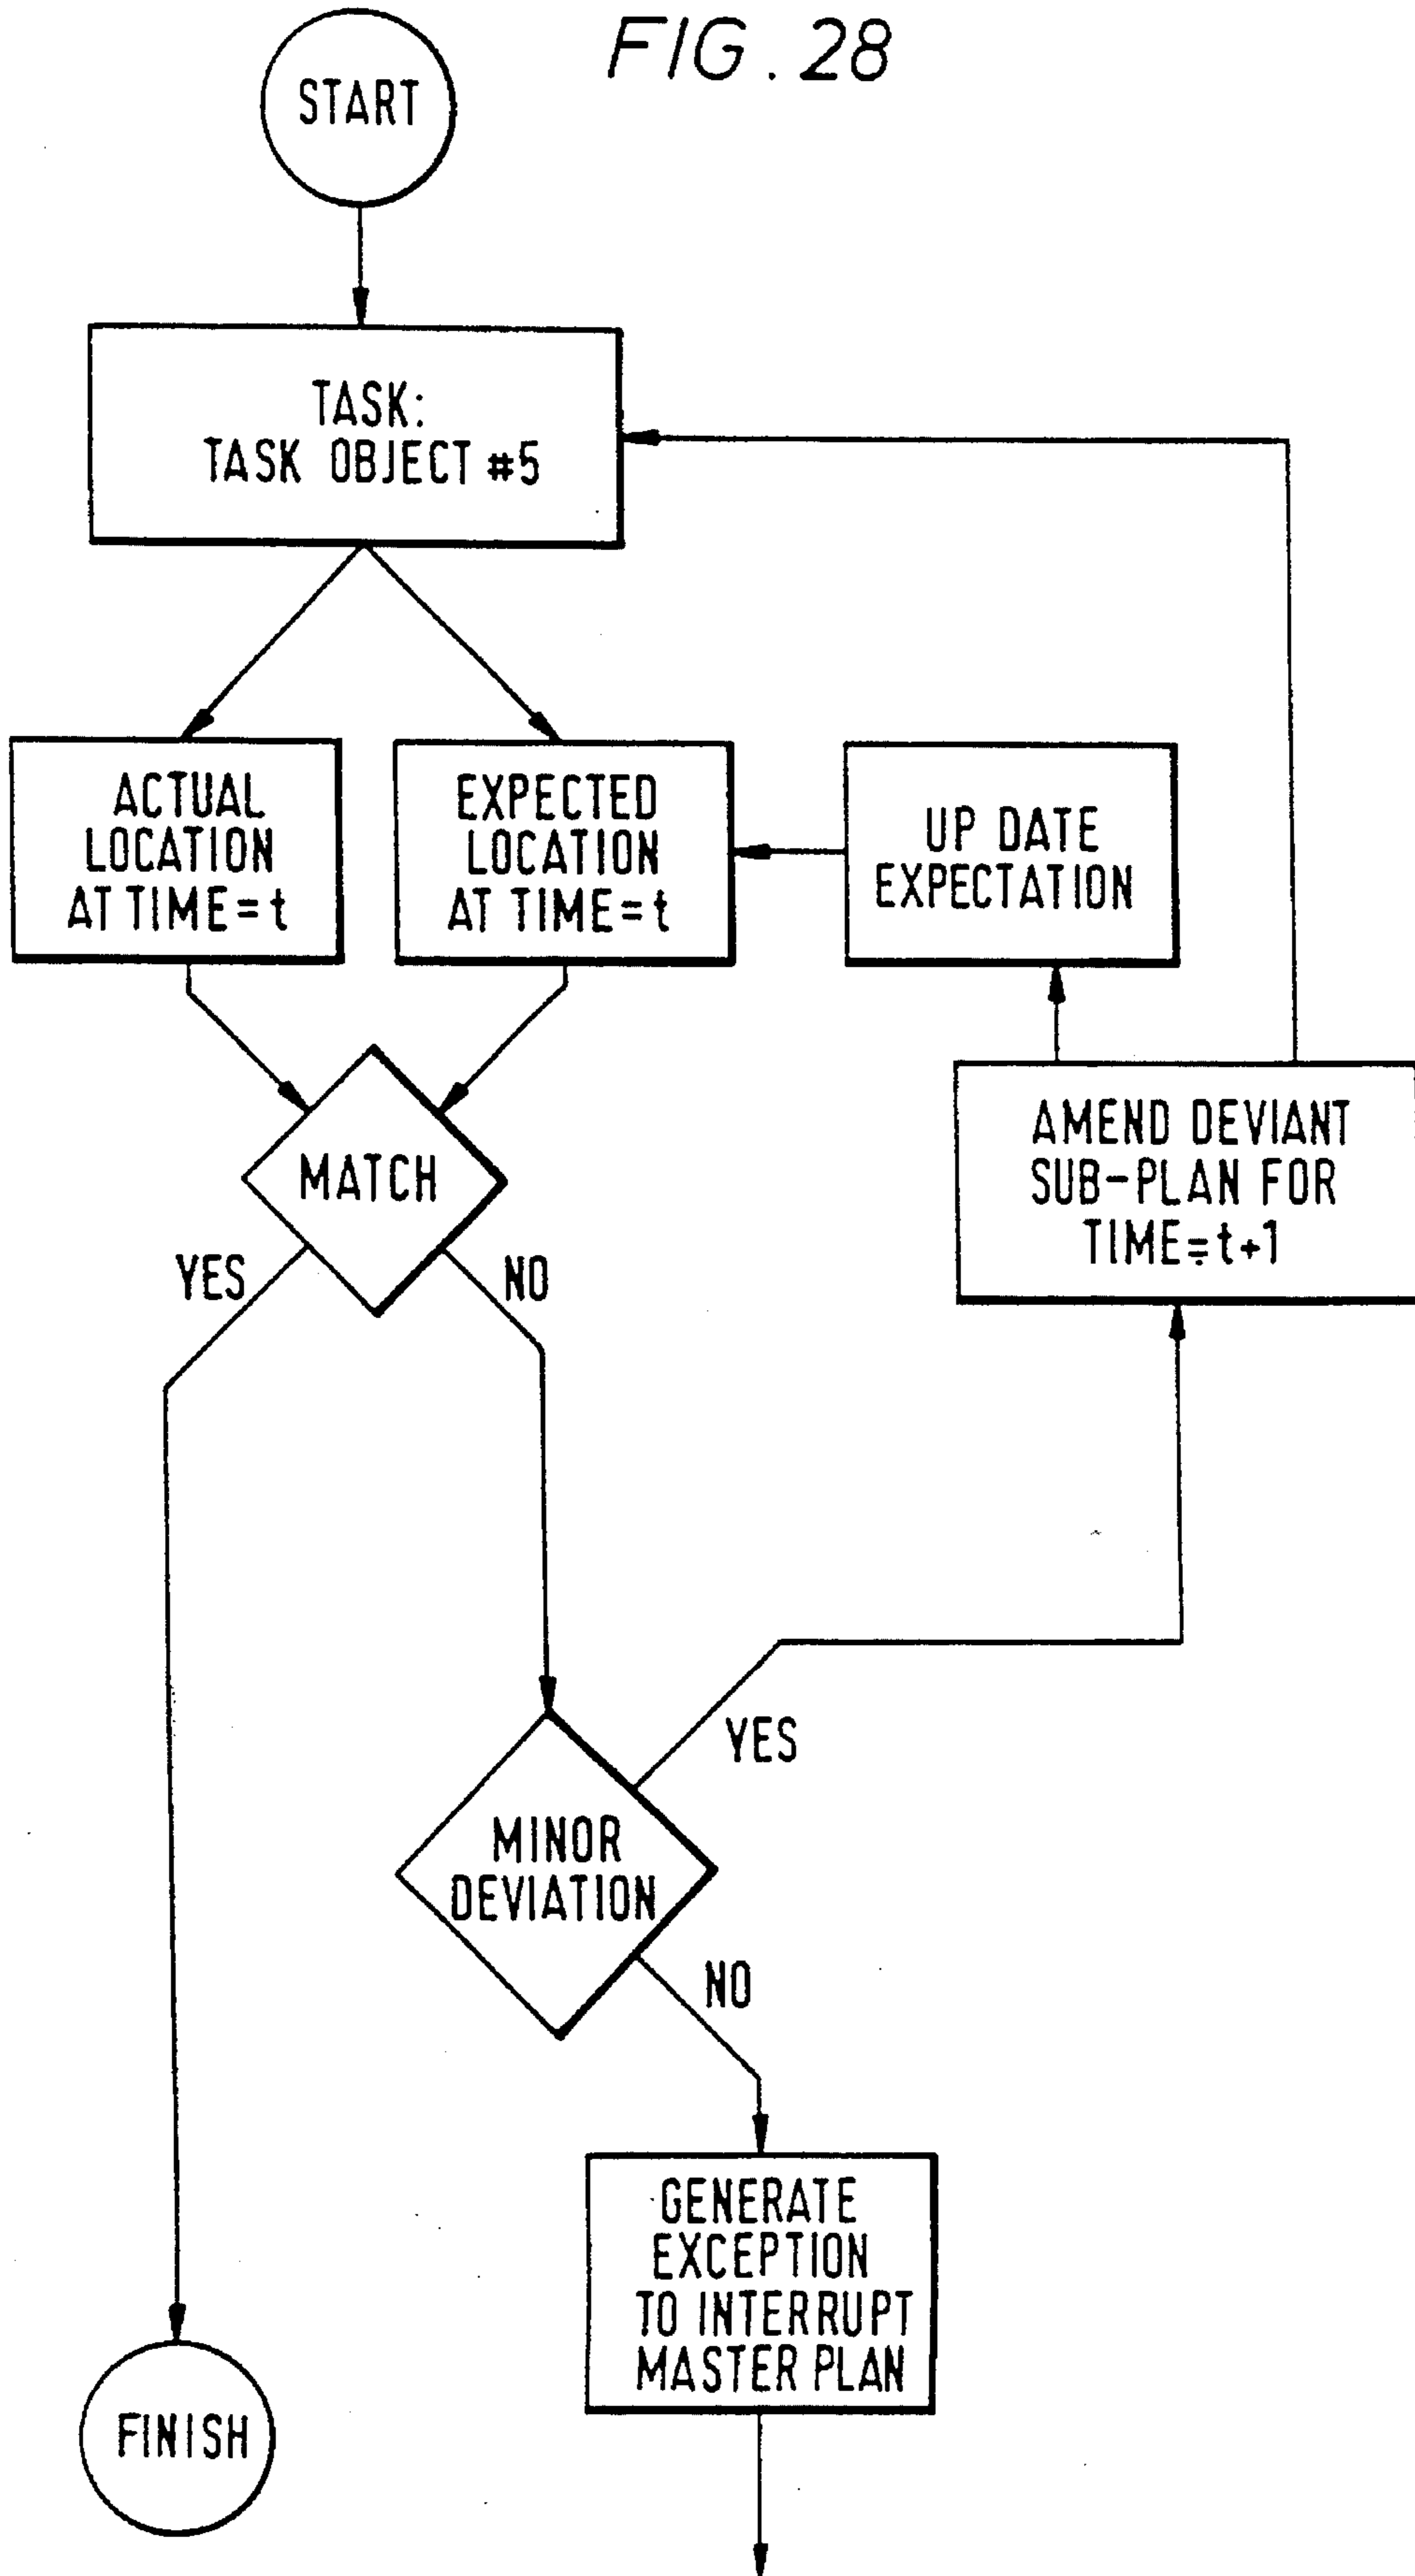 FIG. 28
START
TASK:
TASK OBJECT #5
ACTUAL
LOCATION
AT TIME=t
EXPECTED
LOCATION
AT TIME=t
UP DATE
EXPECTATION
AMEND DEVIANT
SUB-PLAN FOR
TIME=t+1
MATCH
YES
NO
YES
MINOR
DEVIATION
NO
GENERATE
EXCEPTION
TO INTERRUPT
MASTER PLAN
FINISH